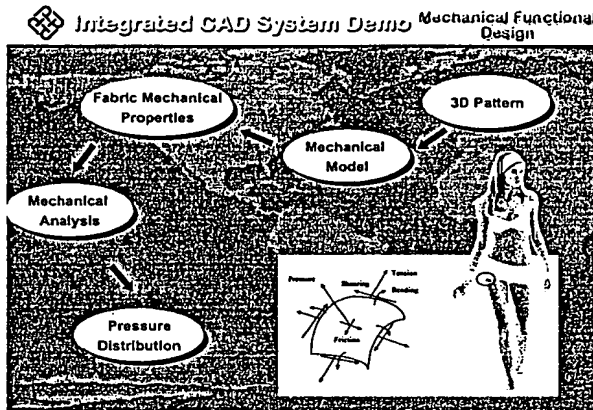 Integrated CAD System Demo
Mechanical Functional
Design
Fabric Mechanical
Properties
3D Pattern
Mechanical
Model
Mechanical
Analysis
Pressure
Distribution
Pressure
Shearing
Tension
Bending
Friction